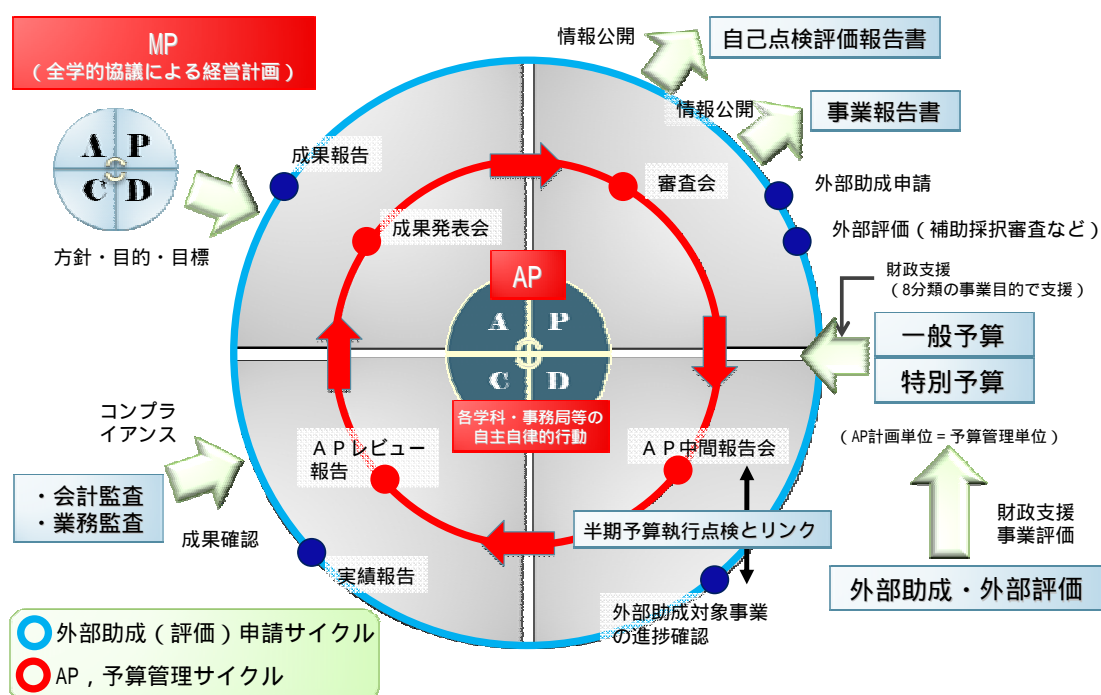 MP
(全学的協議による経営計画)
A P
C D
方針・目的・目標
情報公開
自己点検評価報告書
情報公開
事業報告書
成果報告
審査会
外部助成申請
成果発表会
外部評価(補助採択審査など)
財政支援
(8分類の事業目的で支援)
一般予算
特別予算
(AP計画単位=予算管理単位)
AP
A P
C D
各学科・事務局等の
自主自律的行動
コンプラ
イアンス
・会計監査
・業務監査
成果確認
APレビュー
報告
AP中間報告会
半期予算執行点検とリンク
財政支援
事業評価
外部助成・外部評価
実績報告
外部助成対象事業
の進捗確認
外部助成(評価)申請サイクル
AP,予算管理サイクル